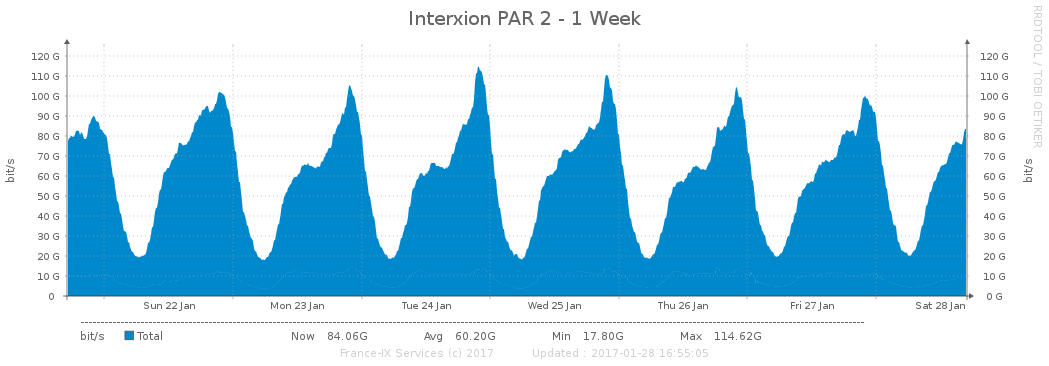 Interxion PAR 2 - 1 Week
RRDTOOL / TOBI OETIKER
bit/s
120 G
110 G
100 G
90 G
80 G
70 G
60 G
50 G
40 G
30 G
20 G
10 G
0
120 G
110 G
100 G
90 G
80 G
70 G
60 G
50 G
40 G
30 G
20 G
10 G
0 G
bit/s
Sun 22 Jan Mon 23 Jan Tue 24 Jan Wed 25 Jan Thu 26 Jan Fri 27 Jan Sat 28 Jan
bit/s Total Now 84.06G Avg 60.20G Min 17.80G Max 114.62G
France-IX Services (c) 2017 Updated : 2017-01-28 16:55:05